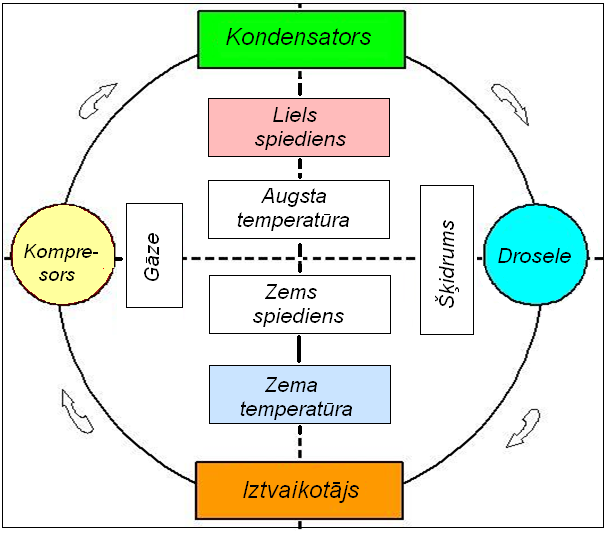 Kondensators
Liels
spiediens
Augsta
temperatūra
Kompre-
sors
Gāze
Šķidrums
Drosele
Zems
spiediens
Zema
temperatūra
Iztvaikotājs